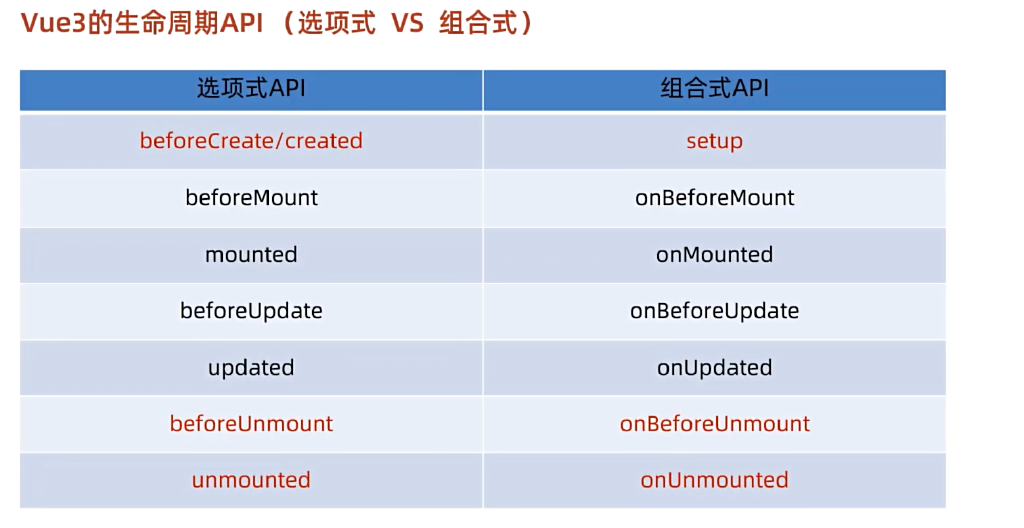 Vue3的生命周期API （选项式 VS 组合式）
选项式API 组合式API
beforeCreate/created setup
beforeMount onBeforeMount
mounted onMounted
beforeUpdate onBeforeUpdate
updated onUpdated
beforeUnmount onBeforeUnmount
unmounted onUnmounted